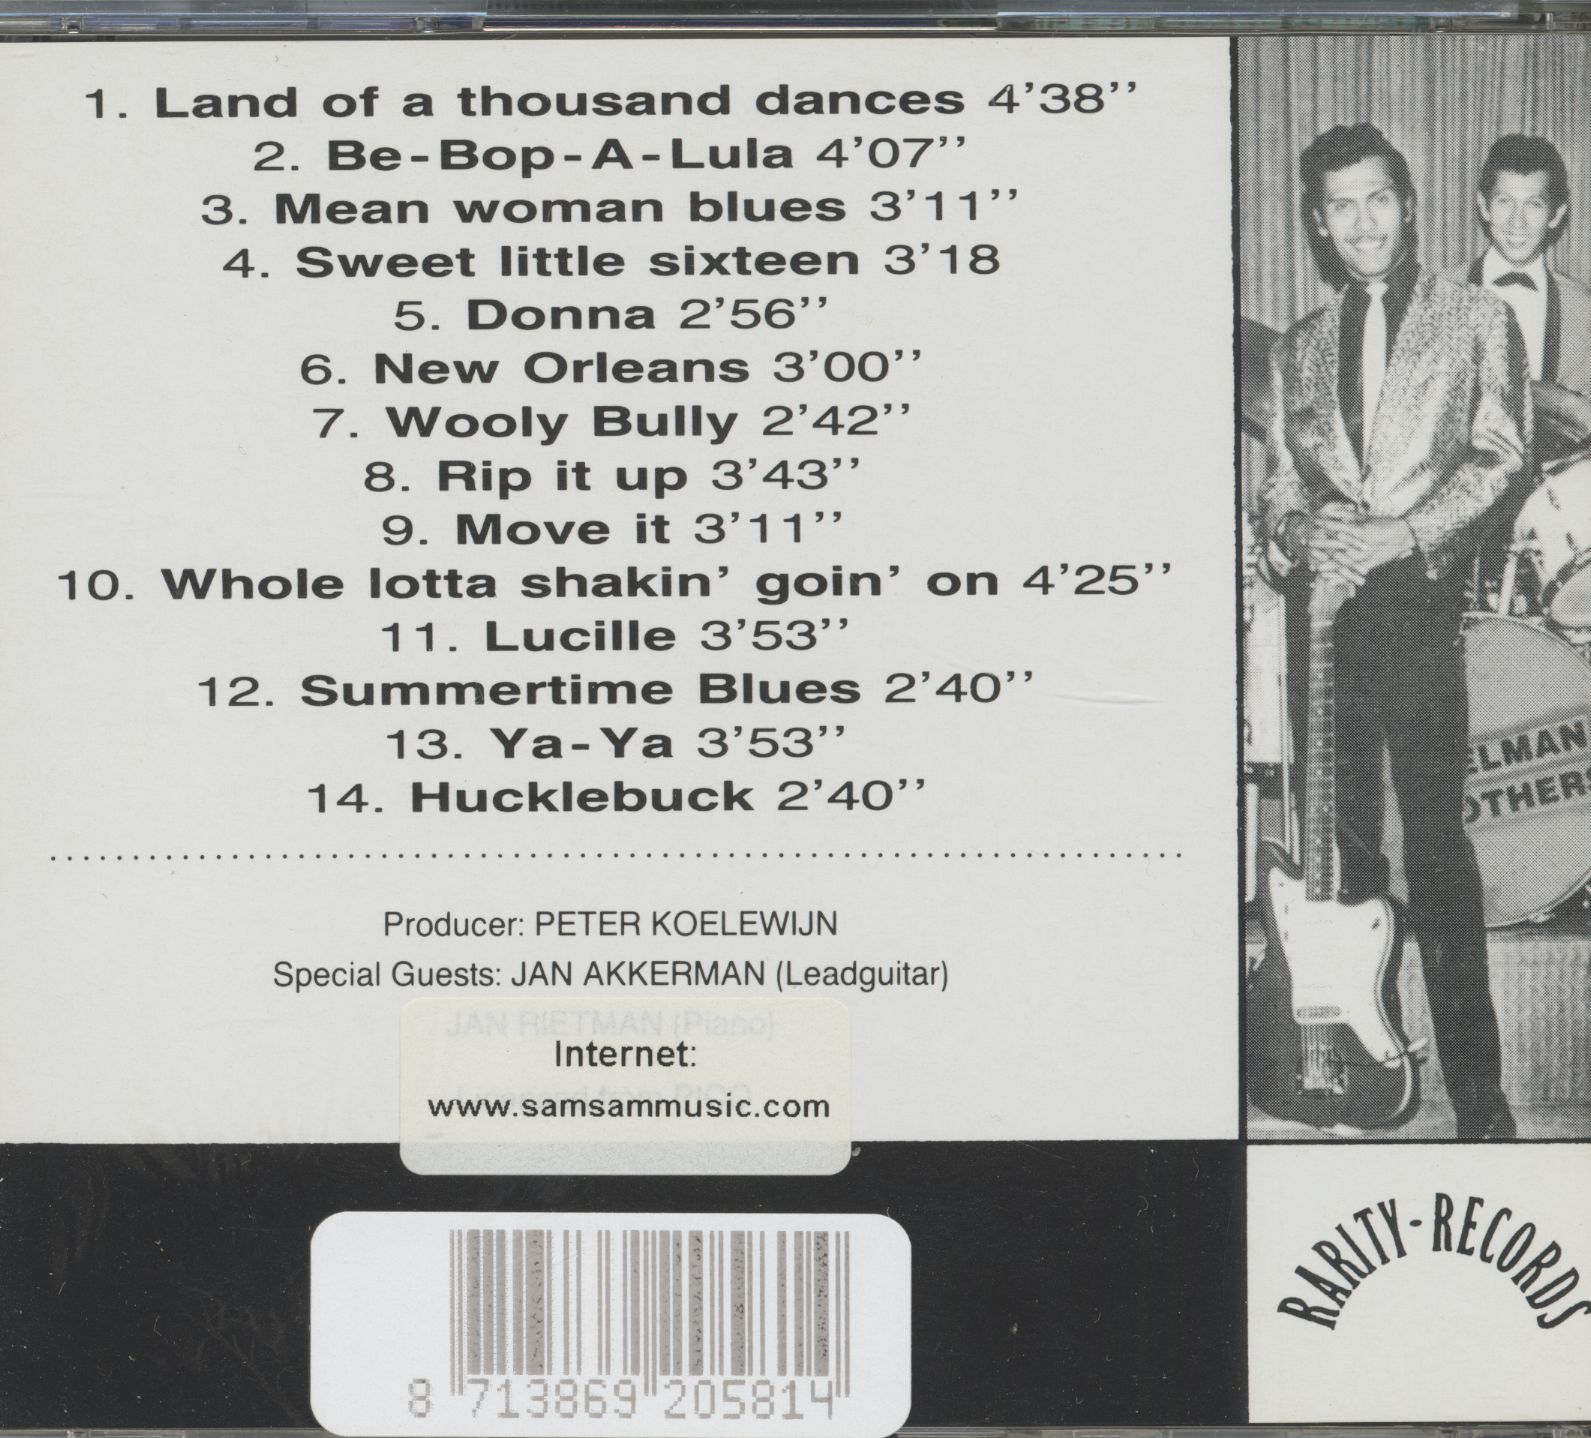 1. Land of a thousand dances 4'38''
2. Be-Bop-A-Lula 4'07''
3. Mean woman blues 3'11''
4. Sweet little sixteen 3'18
5. Donna 2'56''
6. New Orleans 3'00''
7. Wooly Bully 2'42''
8. Rip it up 3'43''
9. Move it 3'11''
10. Whole lotta shakin' goin' on 4'25''
11. Lucille 3'53''
12. Summertime Blues 2'40''
13. Ya-Ya 3'53''
14. Hucklebuck 2'40''
Producer: PETER KOELEWIJN
Special Guests: JAN AKKERMAN (Leadguitar)
JAN RIETMAN (Piano)
Internet:
www.samsammusic.com
8 713869 205814
ELMAN
OTHER
RARITY-RECORDS